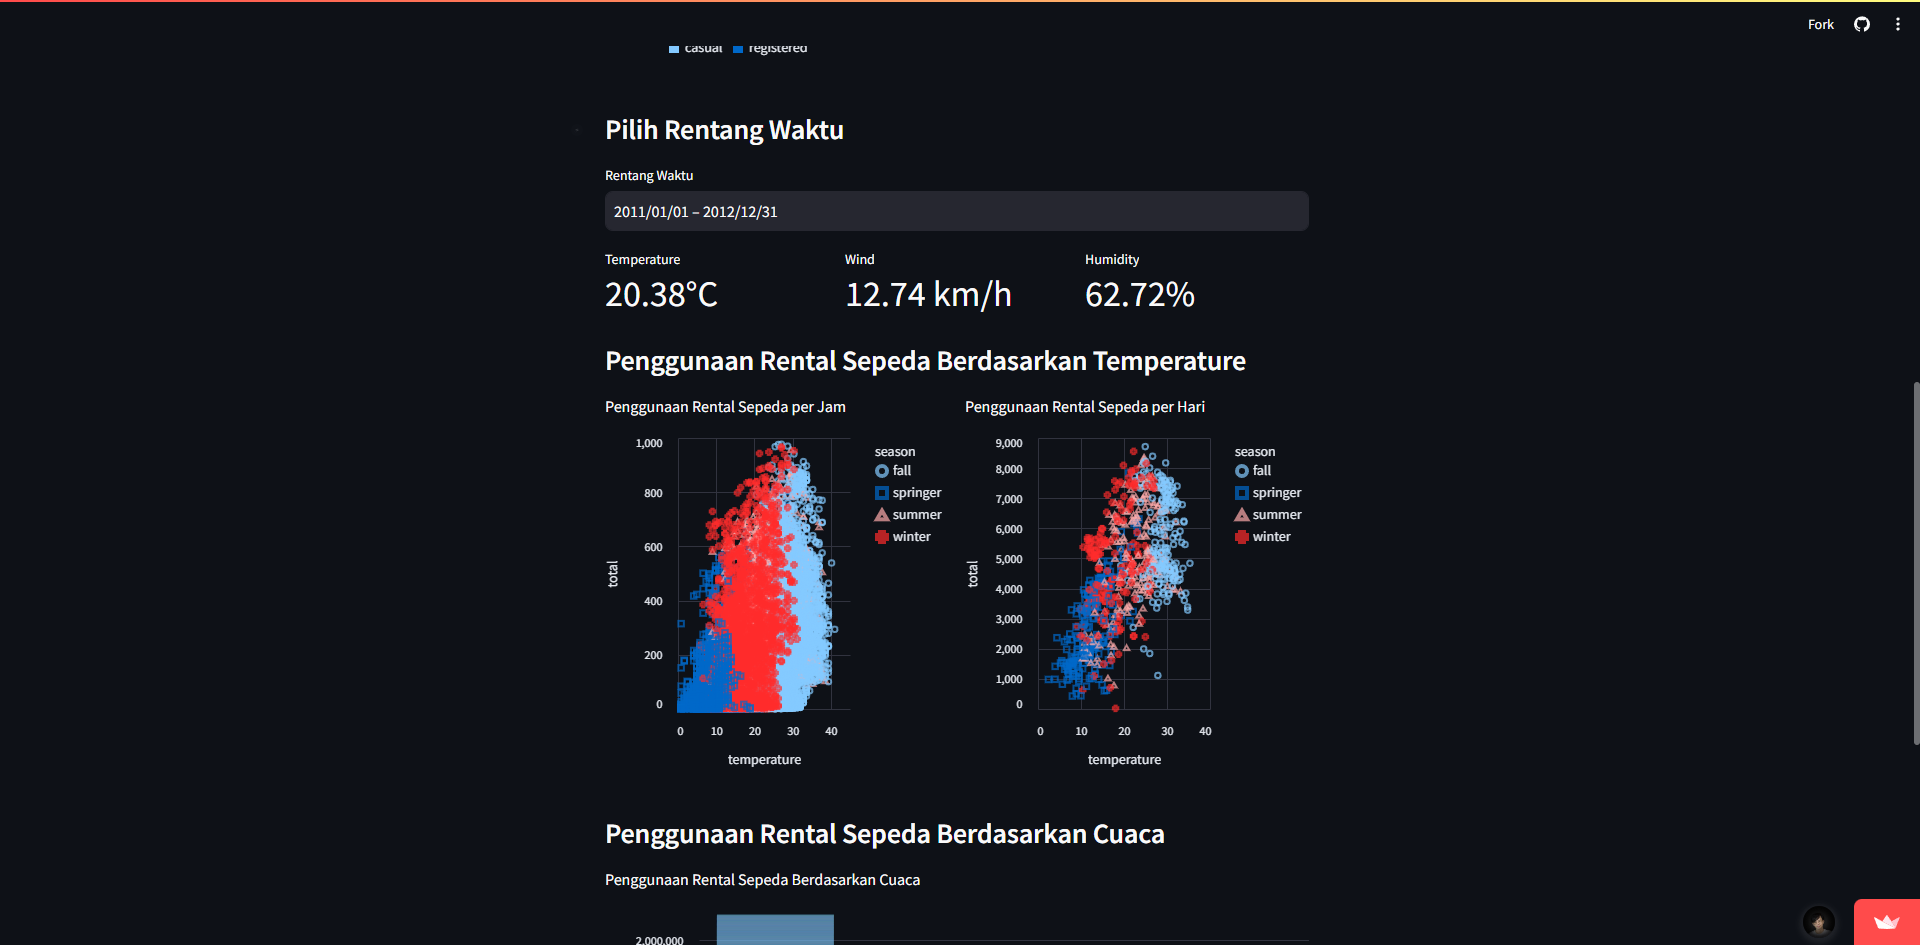 Fork
casual registered
Pilih Rentang Waktu
Rentang Waktu
2011/01/01 – 2012/12/31
Temperature
20.38°C
Wind
12.74 km/h
Humidity
62.72%
Penggunaan Rental Sepeda Berdasarkan Temperature
Penggunaan Rental Sepeda per Jam
1,000
800
600
400
200
0
total
0 10 20 30 40
temperature
season
fall
springer
summer
winter
Penggunaan Rental Sepeda per Hari
9,000
8,000
7,000
6,000
5,000
4,000
3,000
2,000
1,000
0
total
0 10 20 30 40
temperature
season
fall
springer
summer
winter
Penggunaan Rental Sepeda Berdasarkan Cuaca
Penggunaan Rental Sepeda Berdasarkan Cuaca
2,000,000